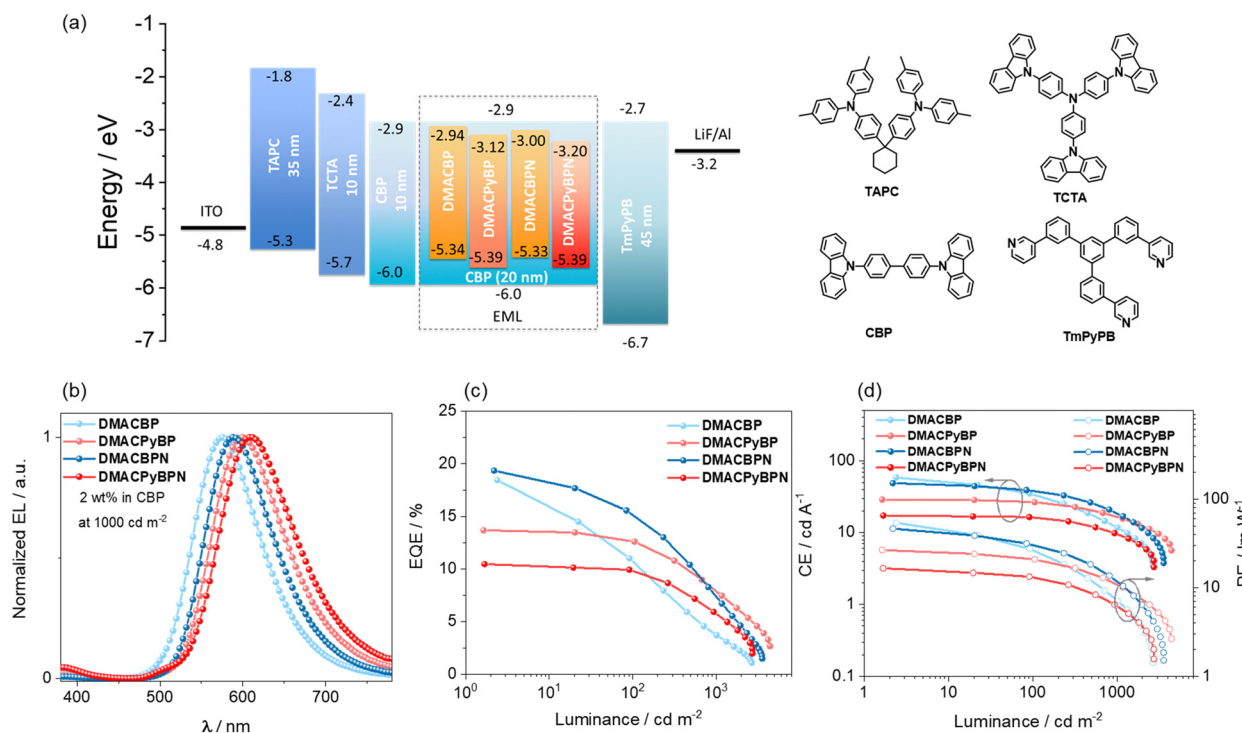 (a)
-1
-2
-3
-4
-5
-6
-7
Energy / eV
ITO
-4.8
-1.8
TAPC
35 nm
-5.3
-2.4
TCTA
10 nm
-5.7
-2.9
CBP
10 nm
-6.0
-2.9
-2.94
DMACBP
-5.34
-3.12
DMACPyBP
-5.39
-3.00
DMACBPN
-5.33
-3.20
DMACPyBPN
-5.39
CBP (20 nm)
-6.0
EML
-2.7
TmPyPB
45 nm
-6.7
LiF/Al
-3.2
N
N
TAPC
N
N
N
N
TCTA
N
N
CBP
N
N
N
TmPyPB
(b)
Normalized EL / a.u.
1
0
DMACBP
DMACPyBP
DMACBPN
DMACPyBPN
2 wt% in CBP
at 1000 cd m-2
400
500
600
700
λ / nm
(c)
EQE / %
25
20
15
10
5
0
DMACBP
DMACPyBP
DMACBPN
DMACPyBPN
10⁰
10¹
10²
10³
Luminance / cd m-2
(d)
CE / cd A-1
100
10
1
0.1
DMACBP
DMACPyBP
DMACBPN
DMACPyBPN
DMACBP
DMACPyBP
DMACBPN
DMACPyBPN
100
10
1
1
10
100
1000
Luminance / cd m-2